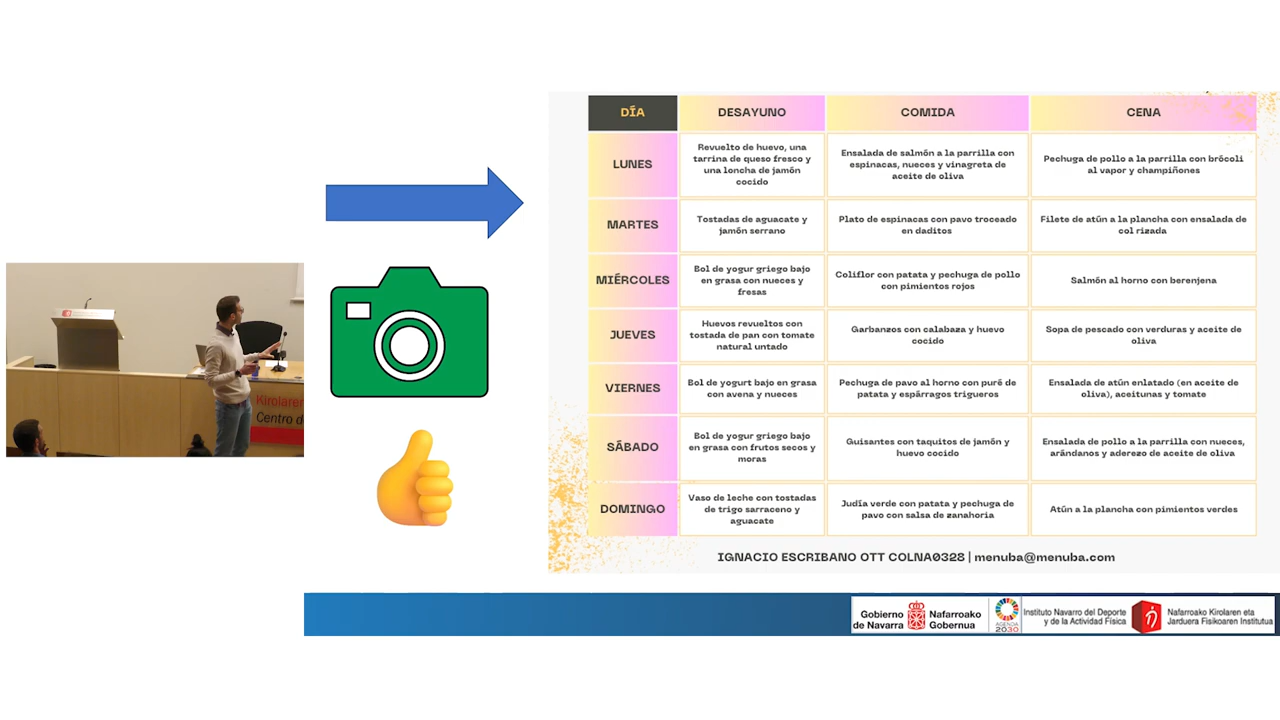 DÍA
DESAYUNO
COMIDA
CENA
LUNES
Revuelto de huevo, una
tarrina de queso fresco y
una loncha de jamón
cocido
Ensalada de salmón a la parrilla con
espinacas, nueces y vinagreta de
aceite de oliva
Pechuga de pollo a la parrilla con brócoli
al vapor y champiñones
MARTES
Tostadas de aguacate y
jamón serrano
Plato de espinacas con pavo troceado
en daditos
Filete de atún a la plancha con ensalada de
col rizada
MIÉRCOLES
Bol de yogur griego bajo
en grasa con nueces y
fresas
Coliflor con patata y pechuga de pollo
con pimientos rojos
Salmón al horno con berenjena
JUEVES
Huevos revueltos con
tostada de pan con tomate
natural untado
Garbanzos con calabaza y huevo
cocido
Sopa de pescado con verduras y aceite de
oliva
VIERNES
Bol de yogurt bajo en grasa
con avena y nueces
Pechuga de pavo al horno con puré de
patata y espárragos trigueros
Ensalada de atún enlatado (en aceite de
oliva), aceitunas y tomate
SÁBADO
Bol de yogur griego bajo
en grasa con frutos secos y
moras
Guisantes con taquitos de jamón y
huevo cocido
Ensalada de pollo a la parrilla con nueces,
arándanos y aderezo de aceite de oliva
DOMINGO
Vaso de leche con tostadas
de trigo sarraceno y
aguacate
Judía verde con patata y pechuga de
pavo con salsa de zanahoria
Atún a la plancha con pimientos verdes
IGNACIO ESCRIBANO OTT COLNA0328 | menuba@menuba.com
Kirolaren
Centro de
Gobierno
de Navarra
Nafarroako
Gobernua
AGENDA
2030
Instituto Navarro del Deporte
y de la Actividad Física
Nafarroako Kirolaren eta
Jarduera Fisikoaren Institutua